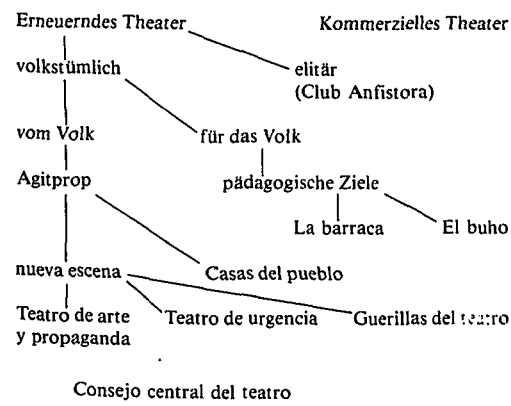 Erneuerndes Theater Kommerzielles Theater
volkstümlich
elitär
(Club Anfistora)
vom Volk für das Volk
Agitprop pädagogische Ziele
La barraca El buho
nueva escena Casas del pueblo
Teatro de arte Teatro de urgencia Guerillas del teatro
y propaganda
Consejo central del teatro